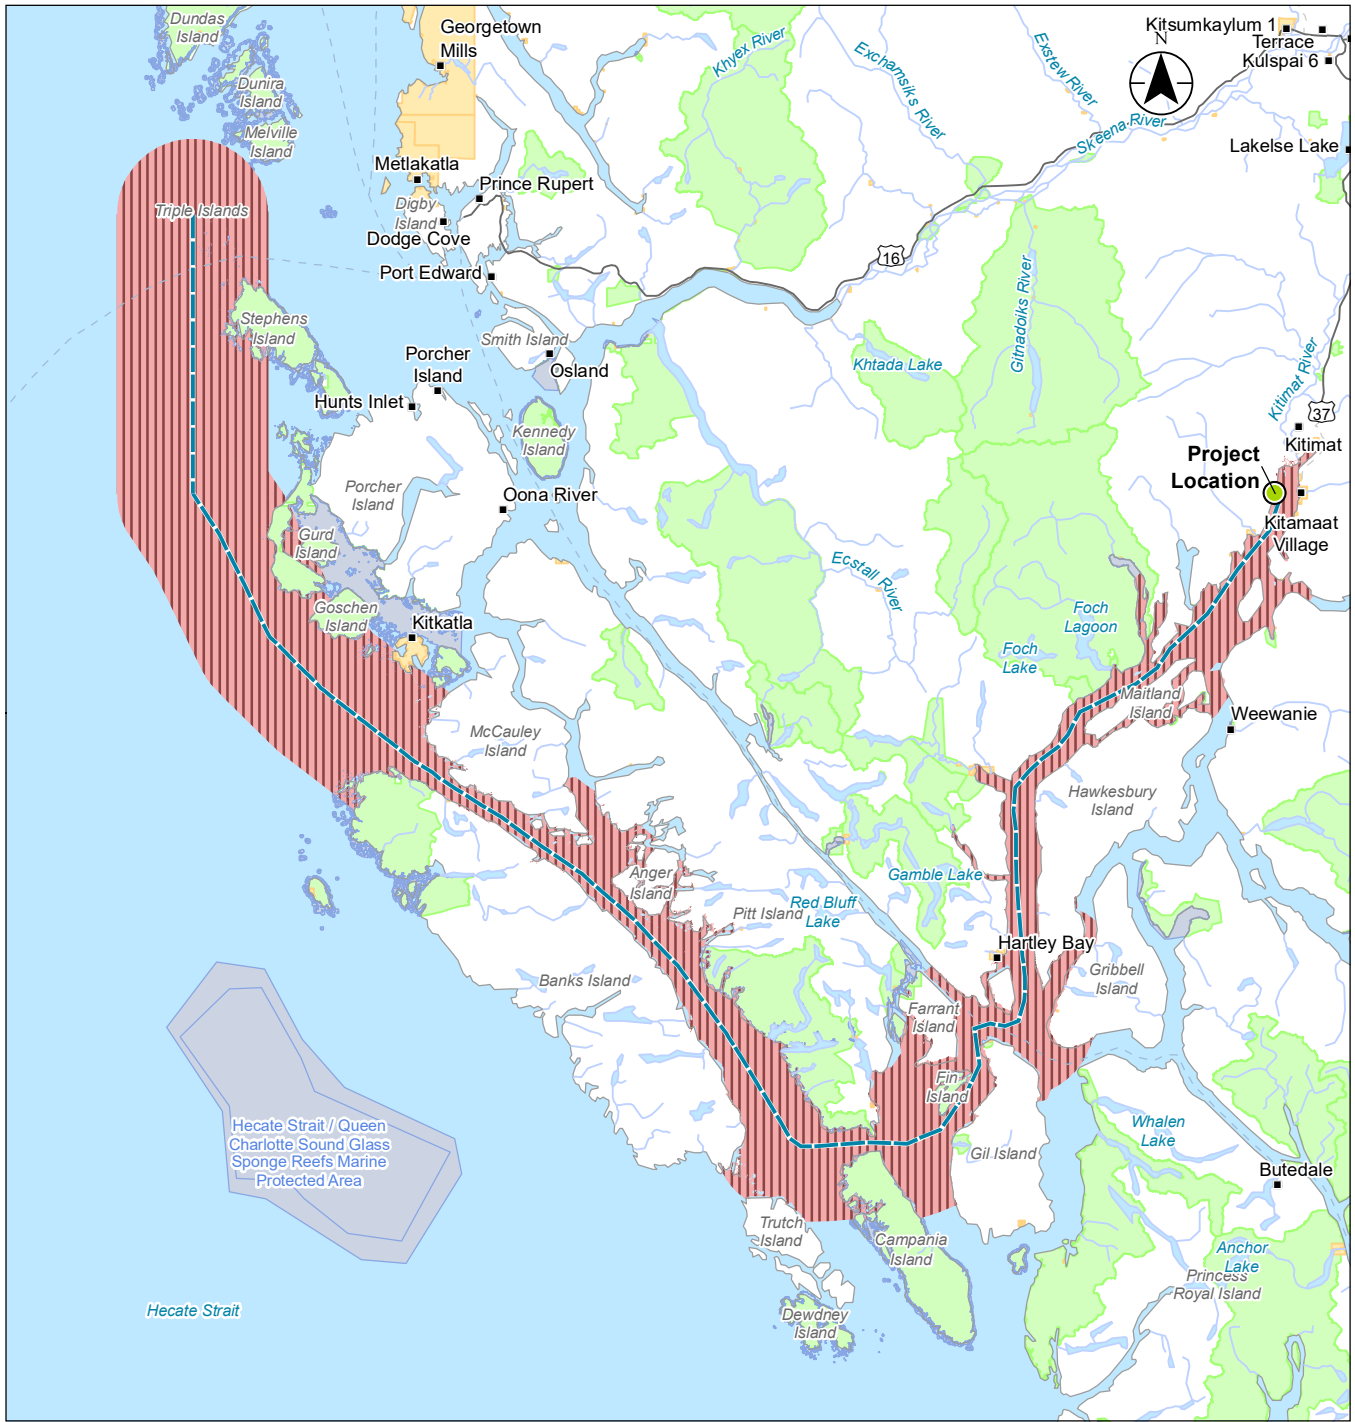 Dundas
Island
Georgetown
Mills
Khyex River
Exchamsiks River
Exstew River
N
Kitsumkaylum 1
Terrace
Kulspai 6
Dunira
Island
Melville
Island
Skeena River
Lakelse Lake
Metlakatla
Prince Rupert
Digby
Island
Dodge Cove
Triple Islands
Port Edward
16
Gitnadoiks River
Stephens
Island
Smith Island
Osland
Porcher
Island
Hunts Inlet
Khtada Lake
Kitimat River
37
Kitimat
Kennedy
Island
Project
Location
Porcher
Island
Oona River
Kitamaat
Village
Gurd
Island
Ecstall River
Goschen
Island
Kitkatla
Foch
Lagoon
Foch
Lake
Maitland
Island
Weewanie
McCauley
Island
Hawkesbury
Island
Anger
Island
Gamble Lake
Pitt Island
Red Bluff
Lake
Hartley Bay
Banks Island
Gribbell
Island
Farrant
Island
Fin
Island
Hecate Strait / Queen
Charlotte Sound Glass
Sponge Reefs Marine
Protected Area
Whalen
Lake
Gil Island
Butedale
Trutch
Island
Campania
Island
Anchor
Lake
Princess
Royal Island
Hecate Strait
Dewdney
Island